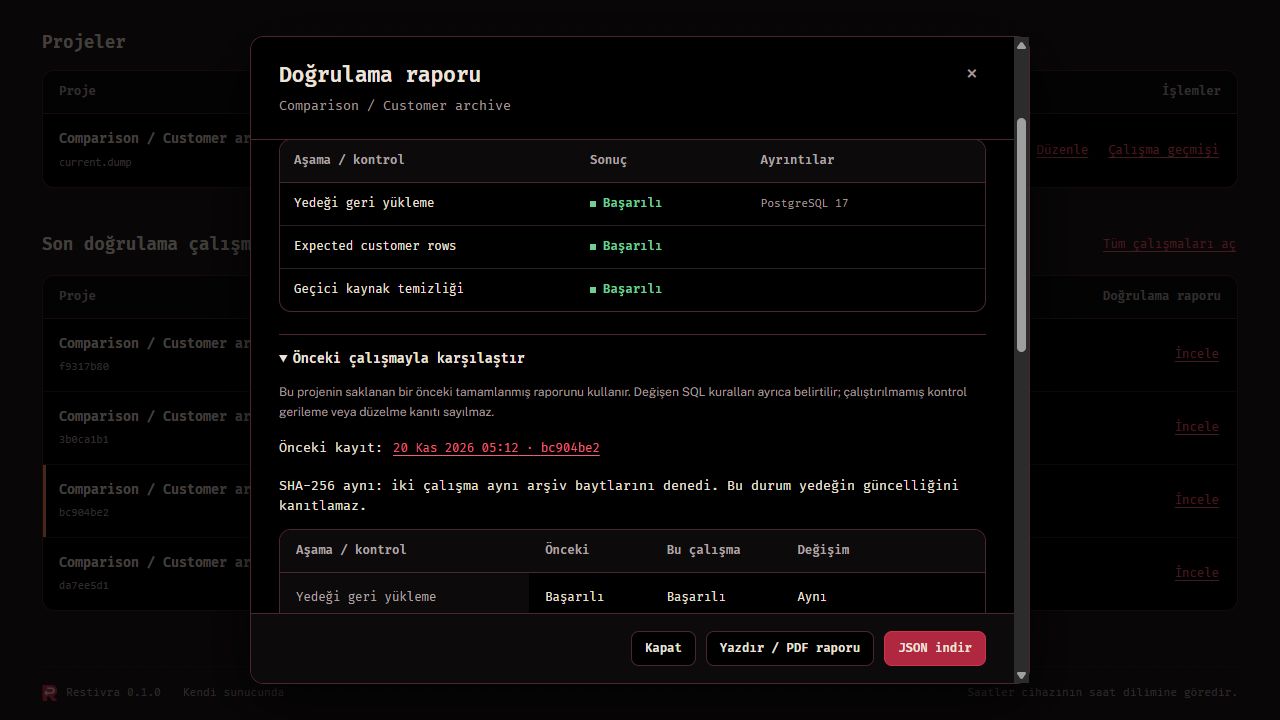 Projeler
Proje
İşlemler
Comparison / Customer ar
current.dump
Düzenle
Çalışma geçmişi
Son doğrulama çalışm
Tüm çalışmaları aç
Proje
Doğrulama raporu
Comparison / Customer ar
f9317b80
İncele
Comparison / Customer ar
3b0ca1b1
İncele
Comparison / Customer ar
bc904be2
İncele
Comparison / Customer ar
da7ee5d1
İncele
Restivra 0.1.0
Kendi sunucunda
Saatler cihazının saat dilimine göredir.
Doğrulama raporu
×
Comparison / Customer archive
Aşama / kontrol
Sonuç
Ayrıntılar
Yedeği geri yükleme
Başarılı
PostgreSQL 17
Expected customer rows
Başarılı
Geçici kaynak temizliği
Başarılı
Önceki çalışmayla karşılaştır
Bu projenin saklanan bir önceki tamamlanmış raporunu kullanır. Değişen SQL kuralları ayrıca belirtilir; çalıştırılmamış kontrol
gerileme veya düzelme kanıtı sayılmaz.
Önceki kayıt: 20 Kas 2026 05:12 · bc904be2
SHA-256 aynı: iki çalışma aynı arşiv baytlarını denedi. Bu durum yedeğin güncelliğini
kanıtlamaz.
Aşama / kontrol
Önceki
Bu çalışma
Değişim
Yedeği geri yükleme
Başarılı
Başarılı
Aynı
Kapat
Yazdır / PDF raporu
JSON indir